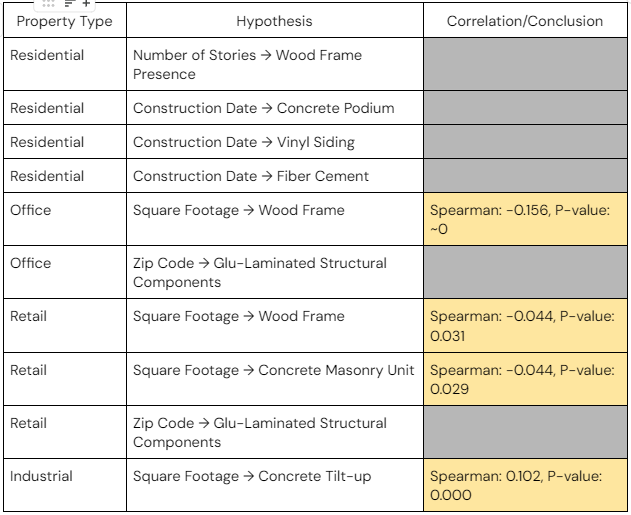 Property Type Hypothesis Correlation/Conclusion
Residential Number of Stories → Wood Frame
Presence
Residential Construction Date → Concrete Podium
Residential Construction Date → Vinyl Siding
Residential Construction Date → Fiber Cement
Office Square Footage → Wood Frame Spearman: -0.156, P-value:
~0
Office Zip Code → Glu-Laminated Structural
Components
Retail Square Footage → Wood Frame Spearman: -0.044, P-value:
0.031
Retail Square Footage → Concrete Masonry Unit Spearman: -0.044, P-value:
0.029
Retail Zip Code → Glu-Laminated Structural
Components
Industrial Square Footage → Concrete Tilt-up Spearman: 0.102, P-value:
0.000